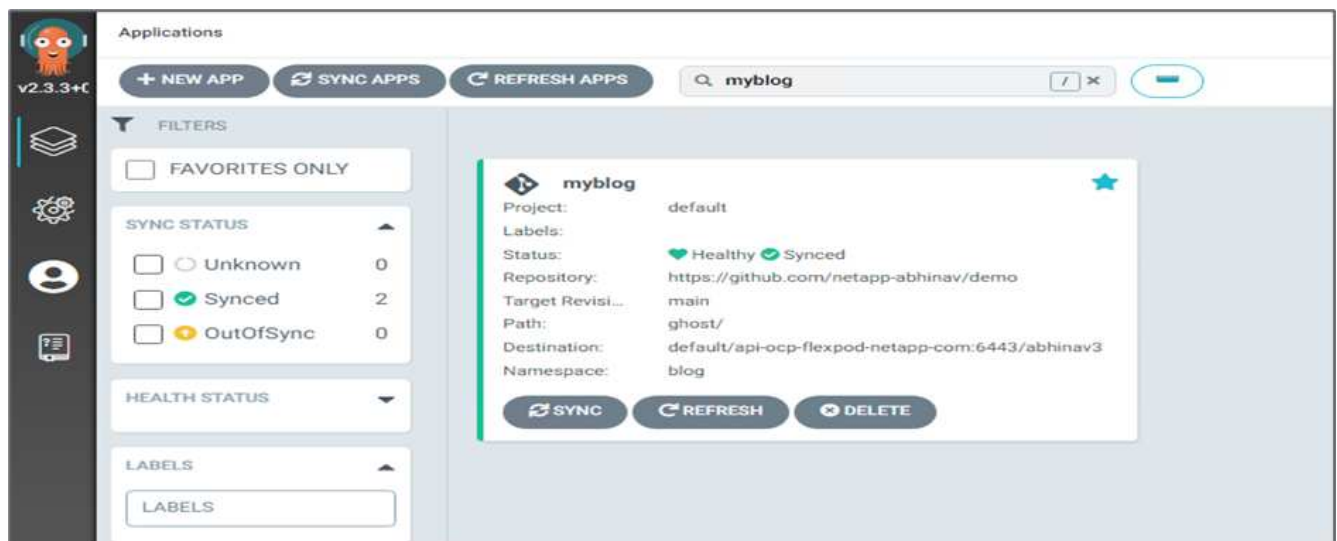 Applications
v2.3.3+0
+ NEW APP
SYNC APPS
REFRESH APPS
myblog
/
FILTERS
FAVORITES ONLY
SYNC STATUS
Unknown 0
Synced 2
OutOfSync 0
HEALTH STATUS
LABELS
LABELS
myblog
Project: default
Labels:
Status: Healthy Synced
Repository: https://github.com/netapp-abhinav/demo
Target Revisi... main
Path: ghost/
Destination: default/api-ocp-flexpod-netapp-com:6443/abhinav3
Namespace: blog
SYNC
REFRESH
DELETE